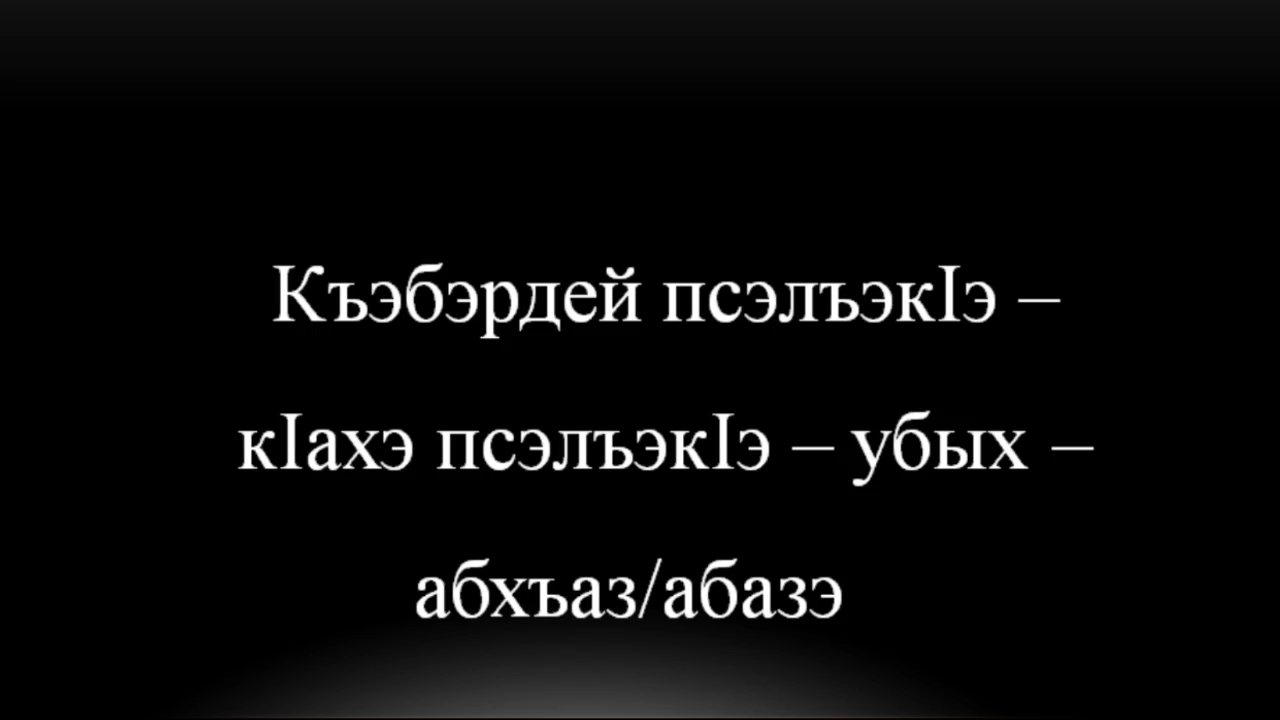 Къэбэрдей псэлъэкIэ –
кIахэ псэлъэкIэ – убых –
абхъаз/абазэ